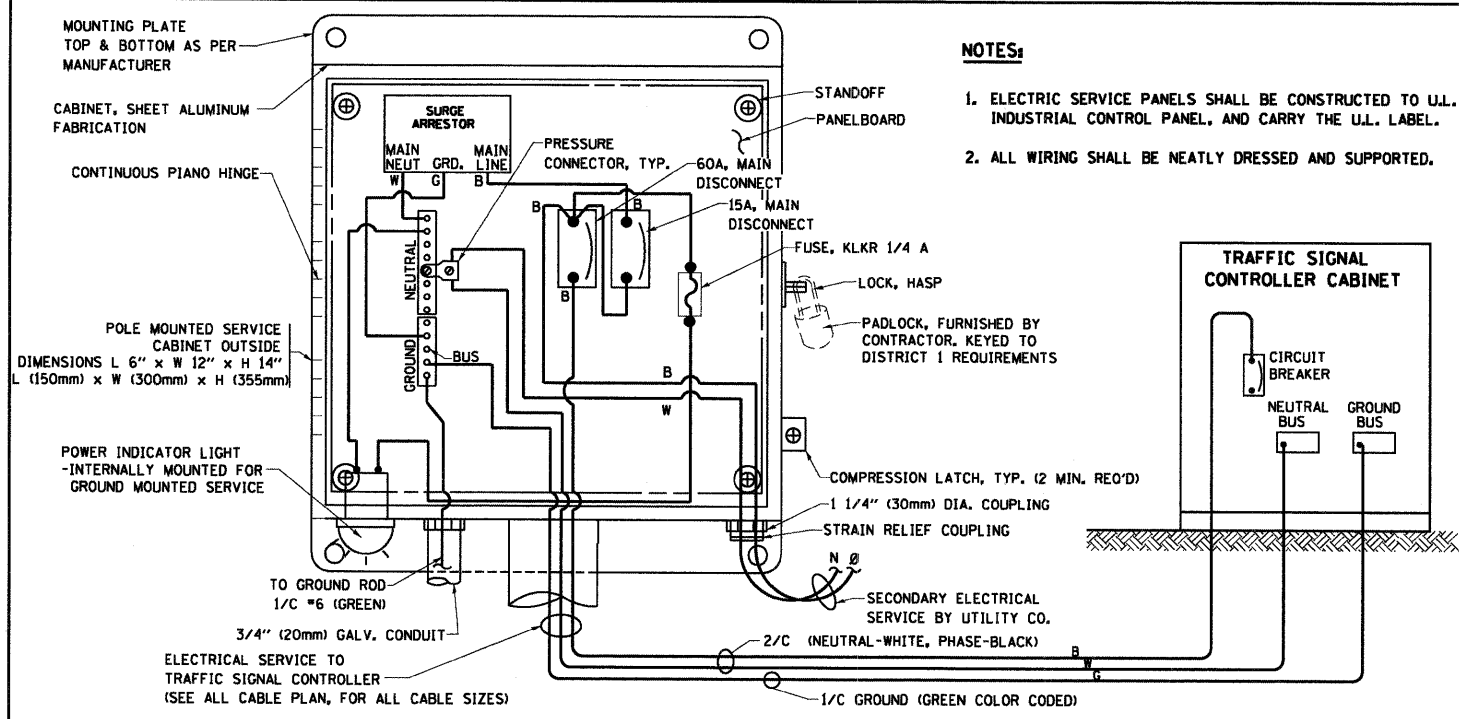 MOUNTING PLATE
TOP & BOTTOM AS PER
MANUFACTURER
CABINET, SHEET ALUMINUM
FABRICATION
CONTINUOUS PIANO HINGE
POLE MOUNTED SERVICE
CABINET OUTSIDE
DIMENSIONS L 6" x W 12" x H 14"
L (150mm) x W (300mm) x H (355mm)
POWER INDICATOR LIGHT
-INTERNALLY MOUNTED FOR
GROUND MOUNTED SERVICE
SURGE
ARRESTOR
MAIN
NEUT
GRD.
MAIN
LINE
W
G
B
NEUTRAL
GROUND
BUS
PRESSURE
CONNECTOR, TYP.
STANDOFF
PANELBOARD
60A, MAIN
DISCONNECT
15A, MAIN
DISCONNECT
B
B
B
FUSE, KLKR 1/4 A
LOCK, HASP
PADLOCK, FURNISHED BY
CONTRACTOR. KEYED TO
DISTRICT 1 REQUIREMENTS
B
W
COMPRESSION LATCH, TYP. (2 MIN. REQ'D)
1 1/4" (30mm) DIA. COUPLING
STRAIN RELIEF COUPLING
N Ø
SECONDARY ELECTRICAL
SERVICE BY UTILITY CO.
TO GROUND ROD
1/C #6 (GREEN)
3/4" (20mm) GALV. CONDUIT
ELECTRICAL SERVICE TO
TRAFFIC SIGNAL CONTROLLER
(SEE ALL CABLE PLAN, FOR ALL CABLE SIZES)
2/C (NEUTRAL-WHITE, PHASE-BLACK)
B
W
G
1/C GROUND (GREEN COLOR CODED)
NOTES:
1. ELECTRIC SERVICE PANELS SHALL BE CONSTRUCTED TO U.L.
INDUSTRIAL CONTROL PANEL, AND CARRY THE U.L. LABEL.
2. ALL WIRING SHALL BE NEATLY DRESSED AND SUPPORTED.
TRAFFIC SIGNAL
CONTROLLER CABINET
CIRCUIT
BREAKER
NEUTRAL
BUS
GROUND
BUS